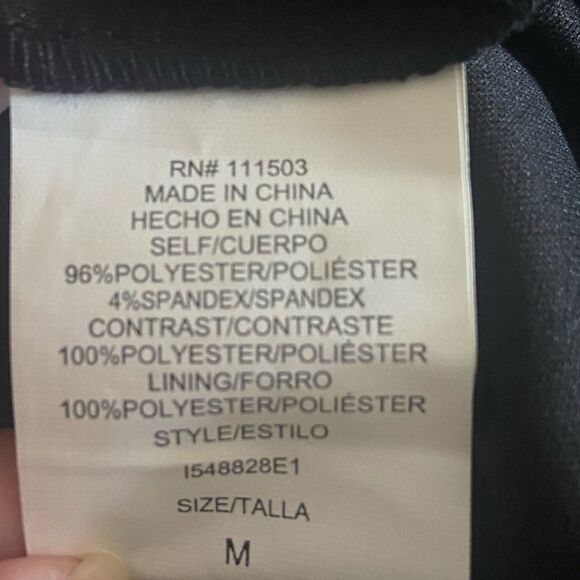 RN# 111503
MADE IN CHINA
HECHO EN CHINA
SELF/CUERPO
96%POLYESTER/POLIÉSTER
4%SPANDEX/SPANDEX
CONTRAST/CONTRASTE
100%POLYESTER/POLIÉSTER
LINING/FORRO
100%POLYESTER/POLIÉSTER
STYLE/ESTILO
I548828E1
SIZE/TALLA
M